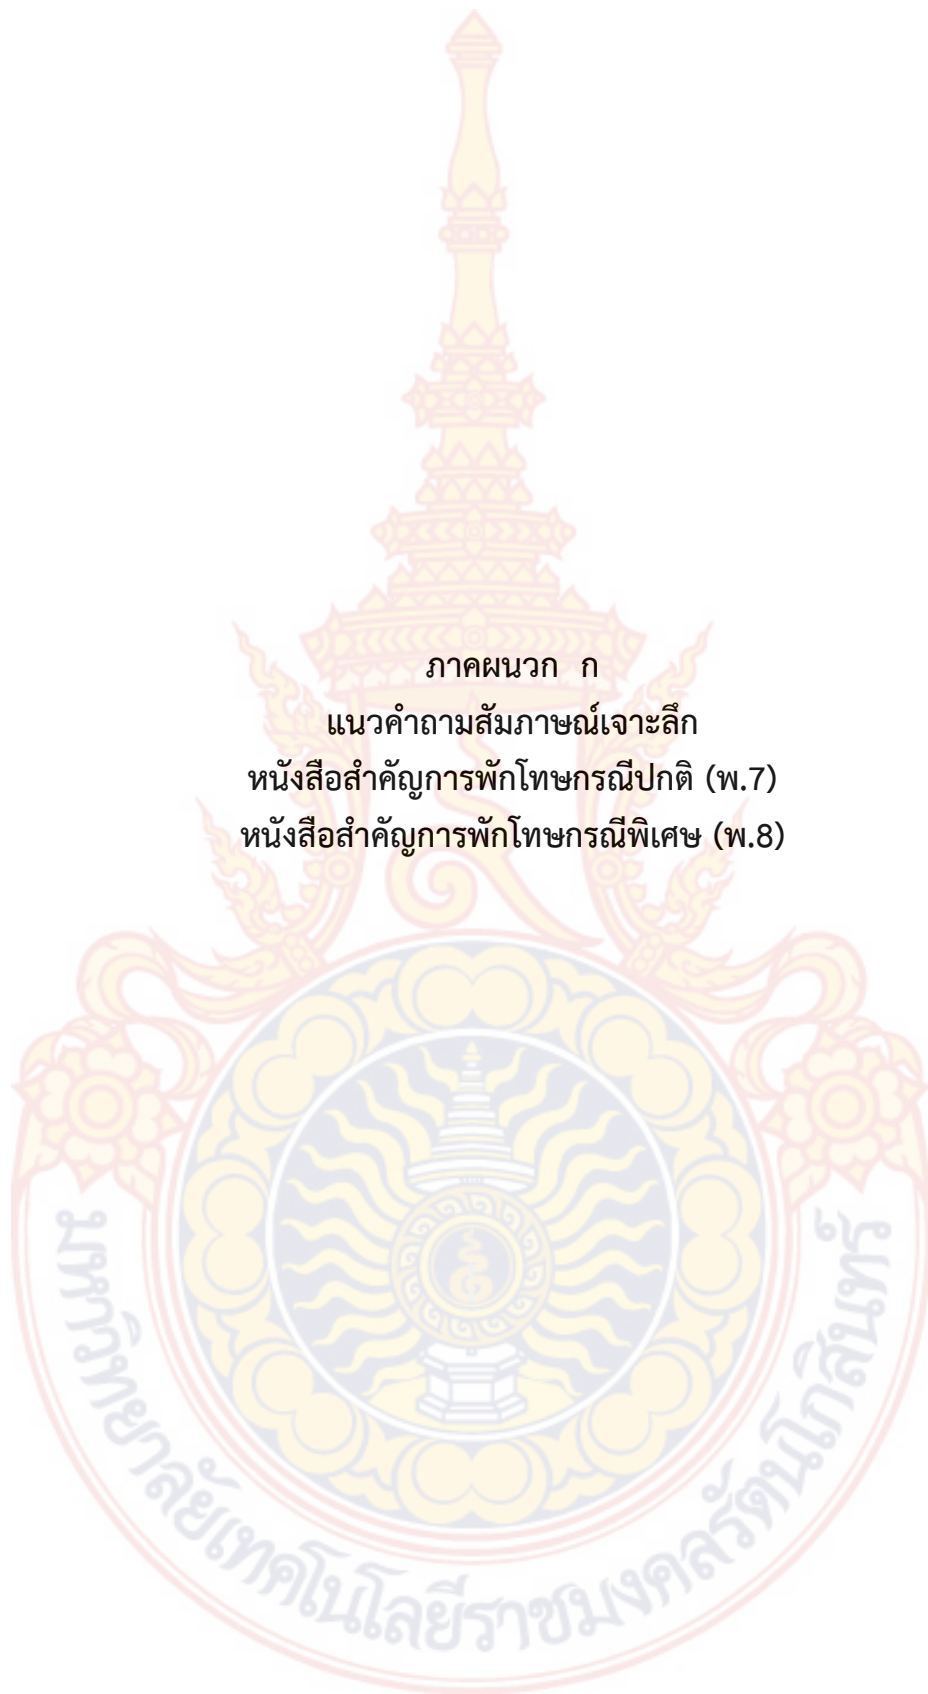 ภาคผนวก ก
แนวคำถามสัมภาษณ์เจาะลึก
หนังสือสำคัญการพักโทษกรณีปกติ (พ.7)
หนังสือสำคัญการพักโทษกรณีพิเศษ (พ.8)
มหาวิทยาลัยเทคโนโลยีราชมงคลรัตนโกสินทร์